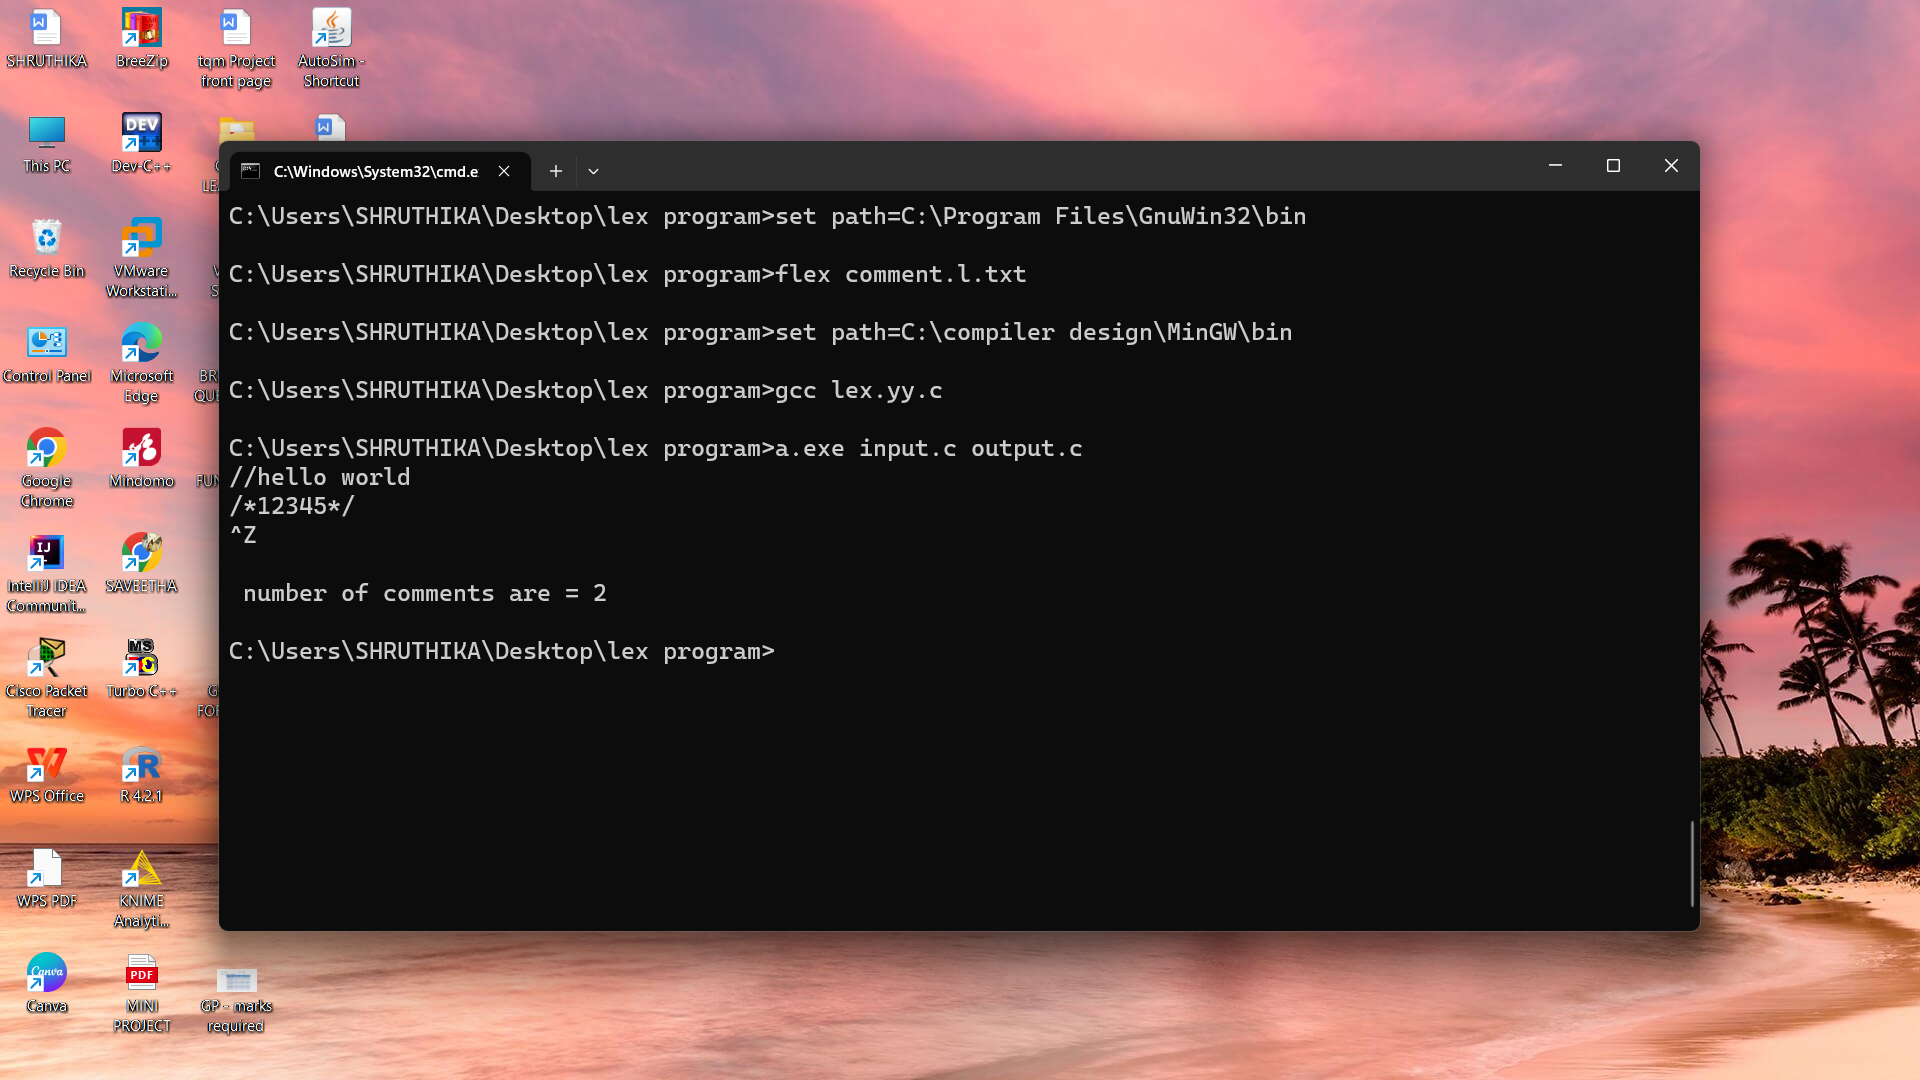 SHRUTHIKA
BreeZip
tqm Project
front page
AutoSim -
Shortcut
This PC
DEV
Dev-C++
Recycle Bin
VMware
Workstati...
Control Panel
Microsoft
Edge
Google
Chrome
Mindomo
IntelliJ IDEA
Communit...
SAVEETHA
Cisco Packet
Tracer
MS
Turbo C++
WPS Office
R 4.2.1
WPS PDF
KNIME
Analyti...
Canva
Canva
PDF
MINI
PROJECT
GP - marks
required
C:\Windows\System32\cmd.e
C:\Users\SHRUTHIKA\Desktop\lex program>set path=C:\Program Files\GnuWin32\bin
C:\Users\SHRUTHIKA\Desktop\lex program>flex comment.l.txt
C:\Users\SHRUTHIKA\Desktop\lex program>set path=C:\compiler design\MinGW\bin
C:\Users\SHRUTHIKA\Desktop\lex program>gcc lex.yy.c
C:\Users\SHRUTHIKA\Desktop\lex program>a.exe input.c output.c
//hello world
/*12345*/
^Z
number of comments are = 2
C:\Users\SHRUTHIKA\Desktop\lex program>